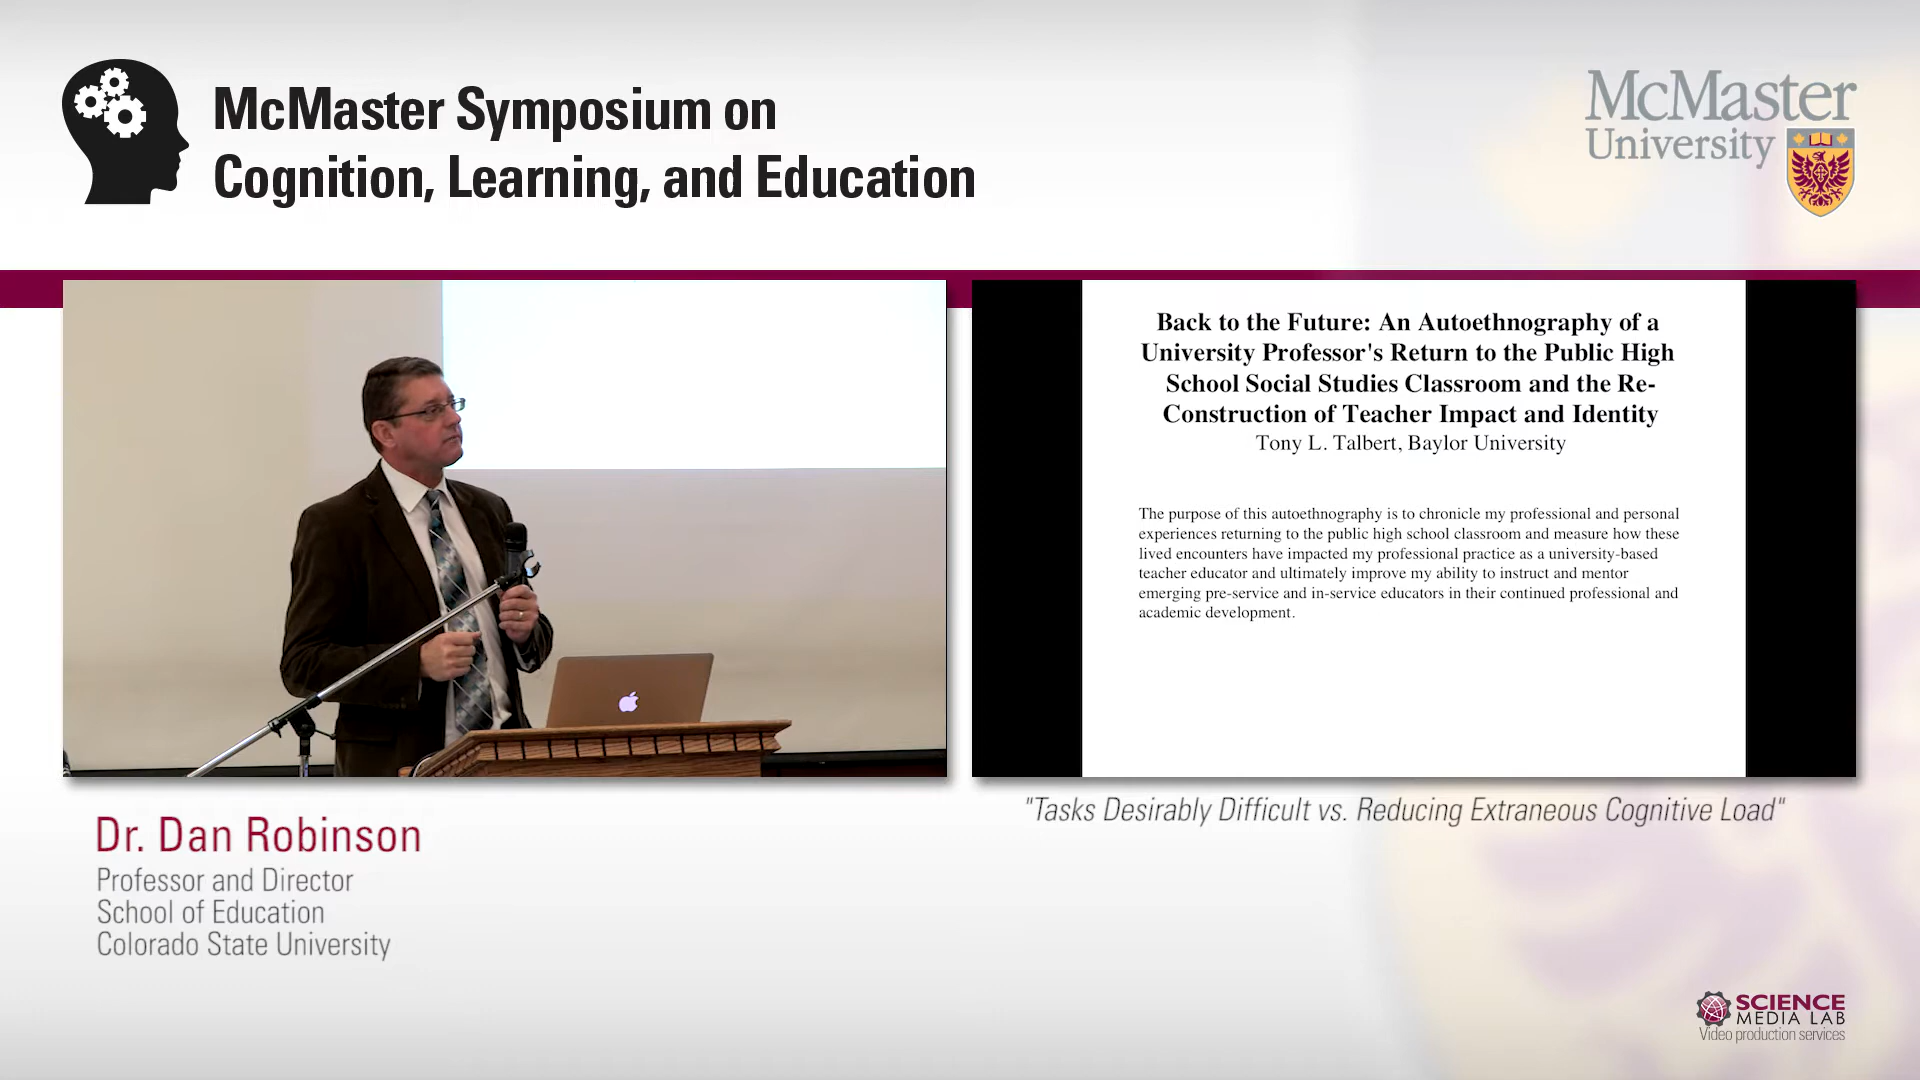 McMaster Symposium on
Cognition, Learning, and Education
McMaster
University
Back to the Future: An Autoethnography of a
University Professor's Return to the Public High
School Social Studies Classroom and the Re-
Construction of Teacher Impact and Identity
Tony L. Talbert, Baylor University
The purpose of this autoethnography is to chronicle my professional and personal
experiences returning to the public high school classroom and measure how these
lived encounters have impacted my professional practice as a university-based
teacher educator and ultimately improve my ability to instruct and mentor
emerging pre-service and in-service educators in their continued professional and
academic development.
"Tasks Desirably Difficult vs. Reducing Extraneous Cognitive Load"
Dr. Dan Robinson
Professor and Director
School of Education
Colorado State University
SCIENCE
MEDIA LAB
Video production services